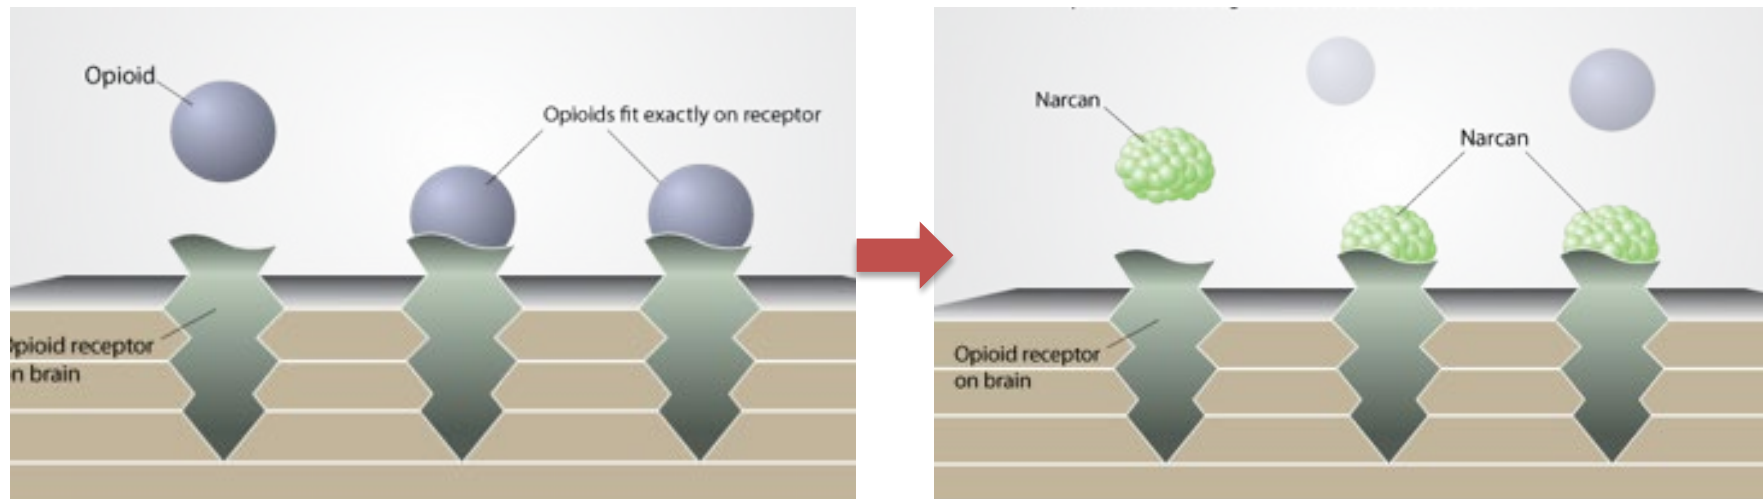 Opioid
Opioids fit exactly on receptor
pioid receptor
n brain
Narcan
Narcan
Opioid receptor
on brain